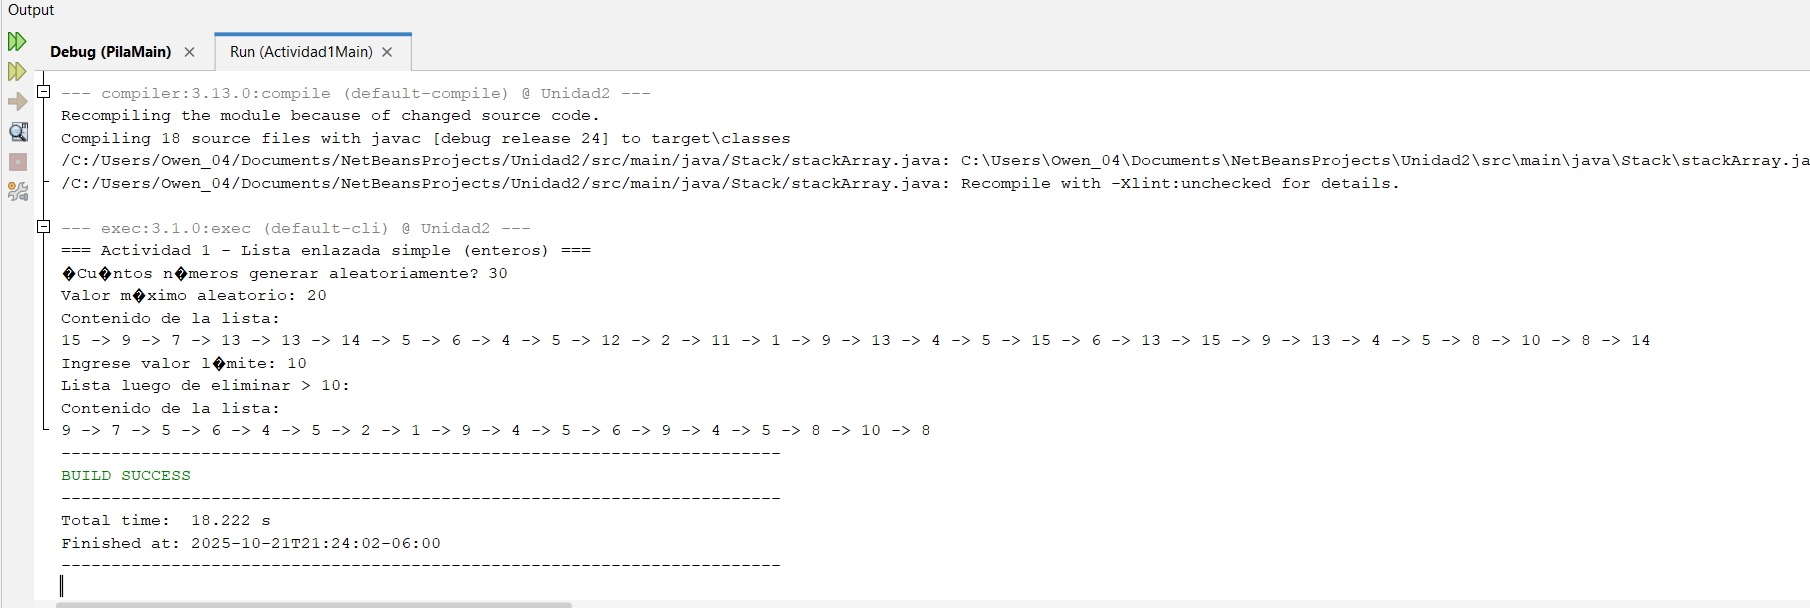 Output
Debug (PilaMain) × Run (Actividad1Main) ×
--- compiler:3.13.0:compile (default-compile) @ Unidad2 ---
Recompiling the module because of changed source code.
Compiling 18 source files with javac [debug release 24] to target\classes
/C:/Users/Owen_04/Documents/NetBeansProjects/Unidad2/src/main/java/Stack/stackArray.java: C:\Users\Owen_04\Documents\NetBeansProjects\Unidad2\src\main\java\Stack\stackArray.ja
/C:/Users/Owen_04/Documents/NetBeansProjects/Unidad2/src/main/java/Stack/stackArray.java: Recompile with -Xlint:unchecked for details.
--- exec:3.1.0:exec (default-cli) @ Unidad2 ---
=== Actividad 1 - Lista enlazada simple (enteros) ===
�Cu�ntos n�meros generar aleatoriamente? 30
Valor m�ximo aleatorio: 20
Contenido de la lista:
15 -> 9 -> 7 -> 13 -> 13 -> 14 -> 5 -> 6 -> 4 -> 5 -> 12 -> 2 -> 11 -> 1 -> 9 -> 13 -> 4 -> 5 -> 15 -> 6 -> 13 -> 15 -> 9 -> 13 -> 4 -> 5 -> 8 -> 10 -> 8 -> 14
Ingrese valor l�mite: 10
Lista luego de eliminar > 10:
Contenido de la lista:
9 -> 7 -> 5 -> 6 -> 4 -> 5 -> 2 -> 1 -> 9 -> 4 -> 5 -> 6 -> 9 -> 4 -> 5 -> 8 -> 10 -> 8
------------------------------------------------------------------------
BUILD SUCCESS
------------------------------------------------------------------------
Total time:  18.222 s
Finished at: 2025-10-21T21:24:02-06:00
------------------------------------------------------------------------